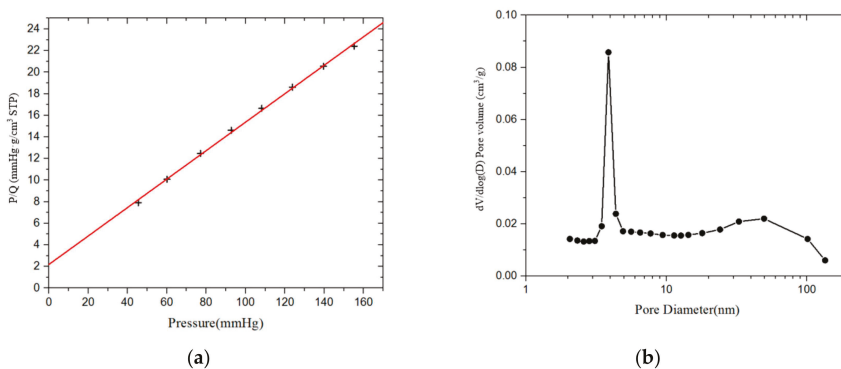 24
22
20
18
16
14
12
10
8
6
4
2
0
P/Q (mmHg g/cm³ STP)
0 20 40 60 80 100 120 140 160
Pressure(mmHg)
(a)
0.10
0.08
0.06
0.04
0.02
0.00
dV/dlog(D) Pore volume (cm³/g)
1 10 100
Pore Diameter(nm)
(b)